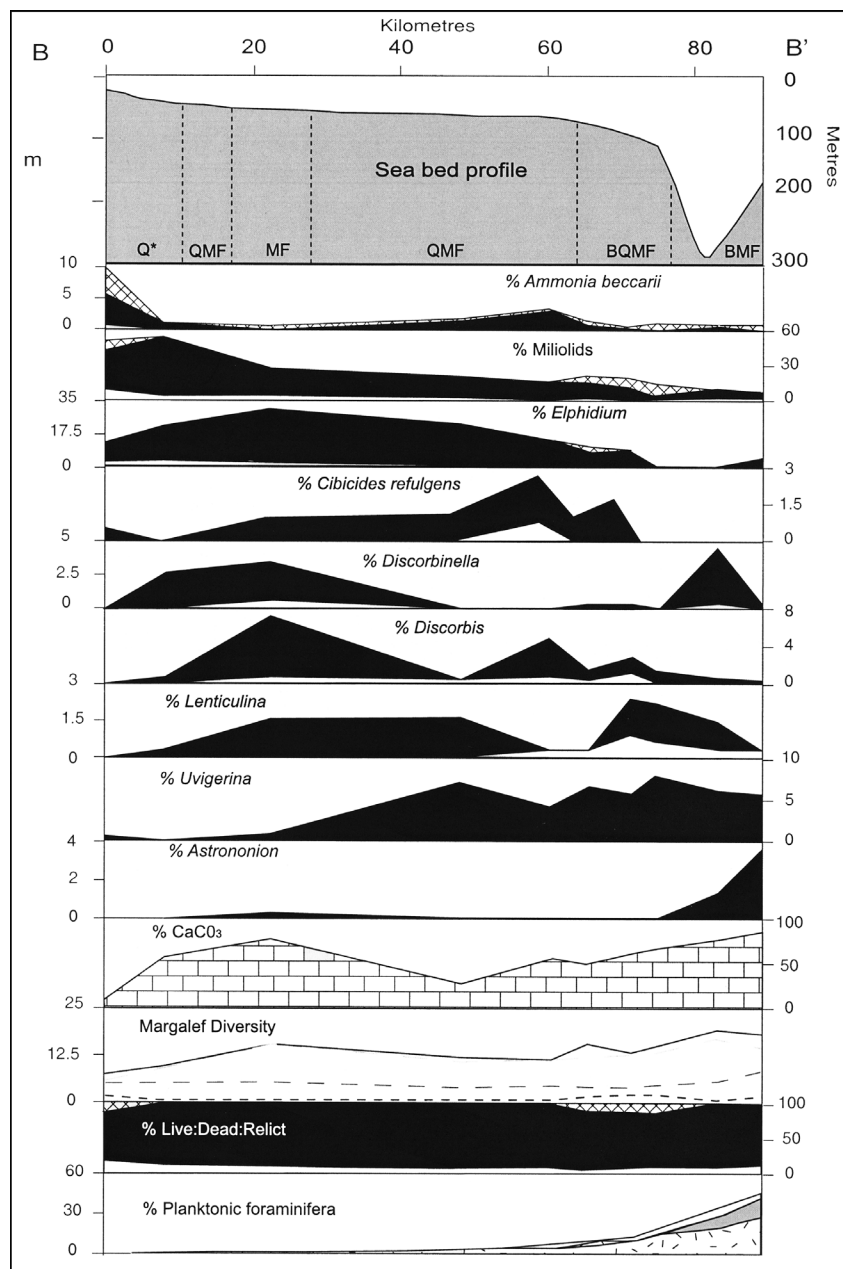 Kilometres
B 0 20 40 60 80 B'
0
100
m
Metres
Sea bed profile
200
Q* QMF MF QMF BQMF BMF
300
10
% Ammonia beccarii
5
0
60
% Miliolids
30
0
35
% Elphidium
17.5
0
3
% Cibicides refulgens
1.5
0
5
% Discorbinella
2.5
0
8
% Discorbis
4
0
3
% Lenticulina
1.5
0
10
% Uvigerina
5
0
4
% Astrononion
2
0
100
% CaC0₃
50
0
25
Margalef Diversity
12.5
0
100
% Live:Dead:Relict
50
0
60
% Planktonic foraminifera
30
0